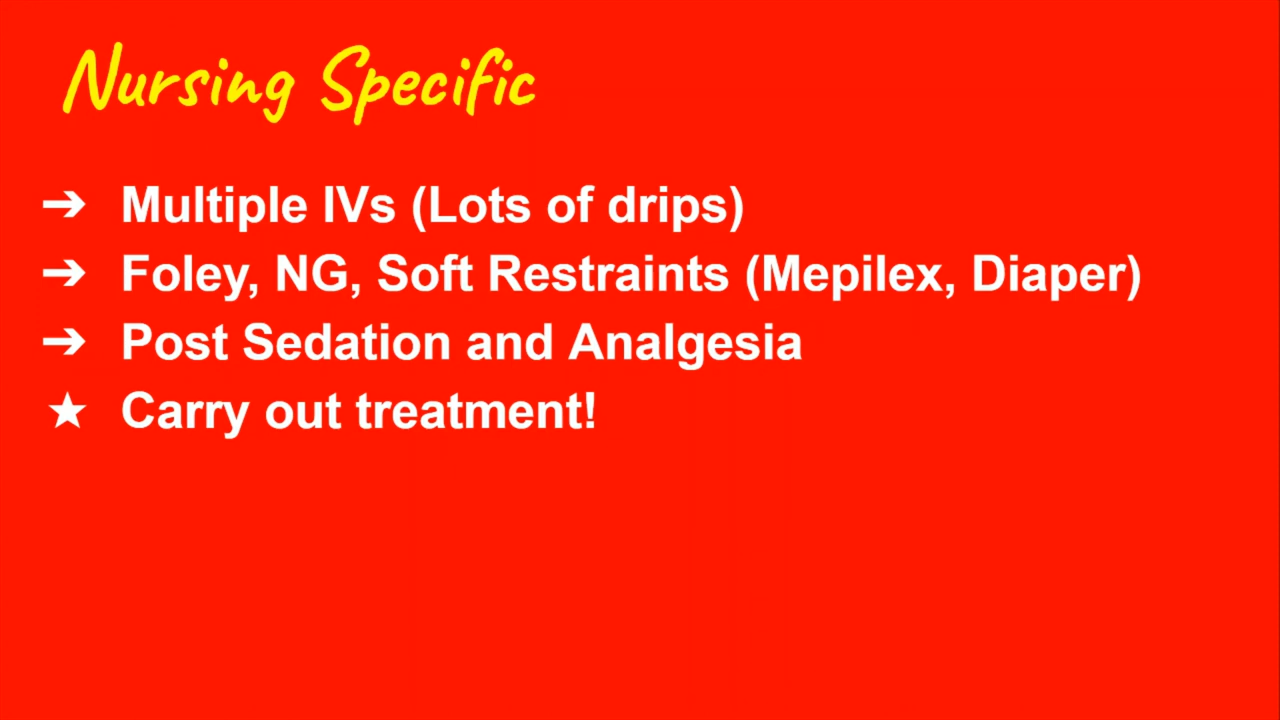 Nursing Specific
➔ Multiple IVs (Lots of drips)
➔ Foley, NG, Soft Restraints (Mepilex, Diaper)
➔ Post Sedation and Analgesia
★ Carry out treatment!